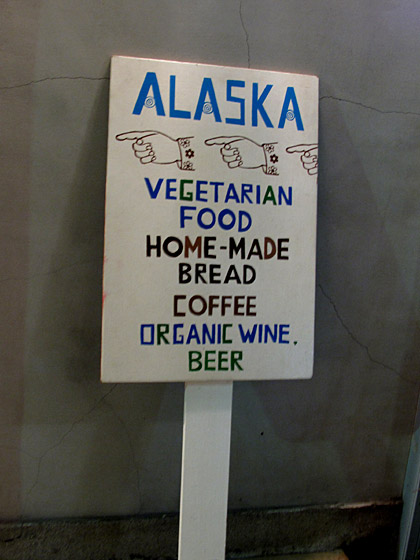 ALASKA
VEGETARIAN
FOOD
HOME-MADE
BREAD
COFFEE
ORGANIC WINE.
BEER